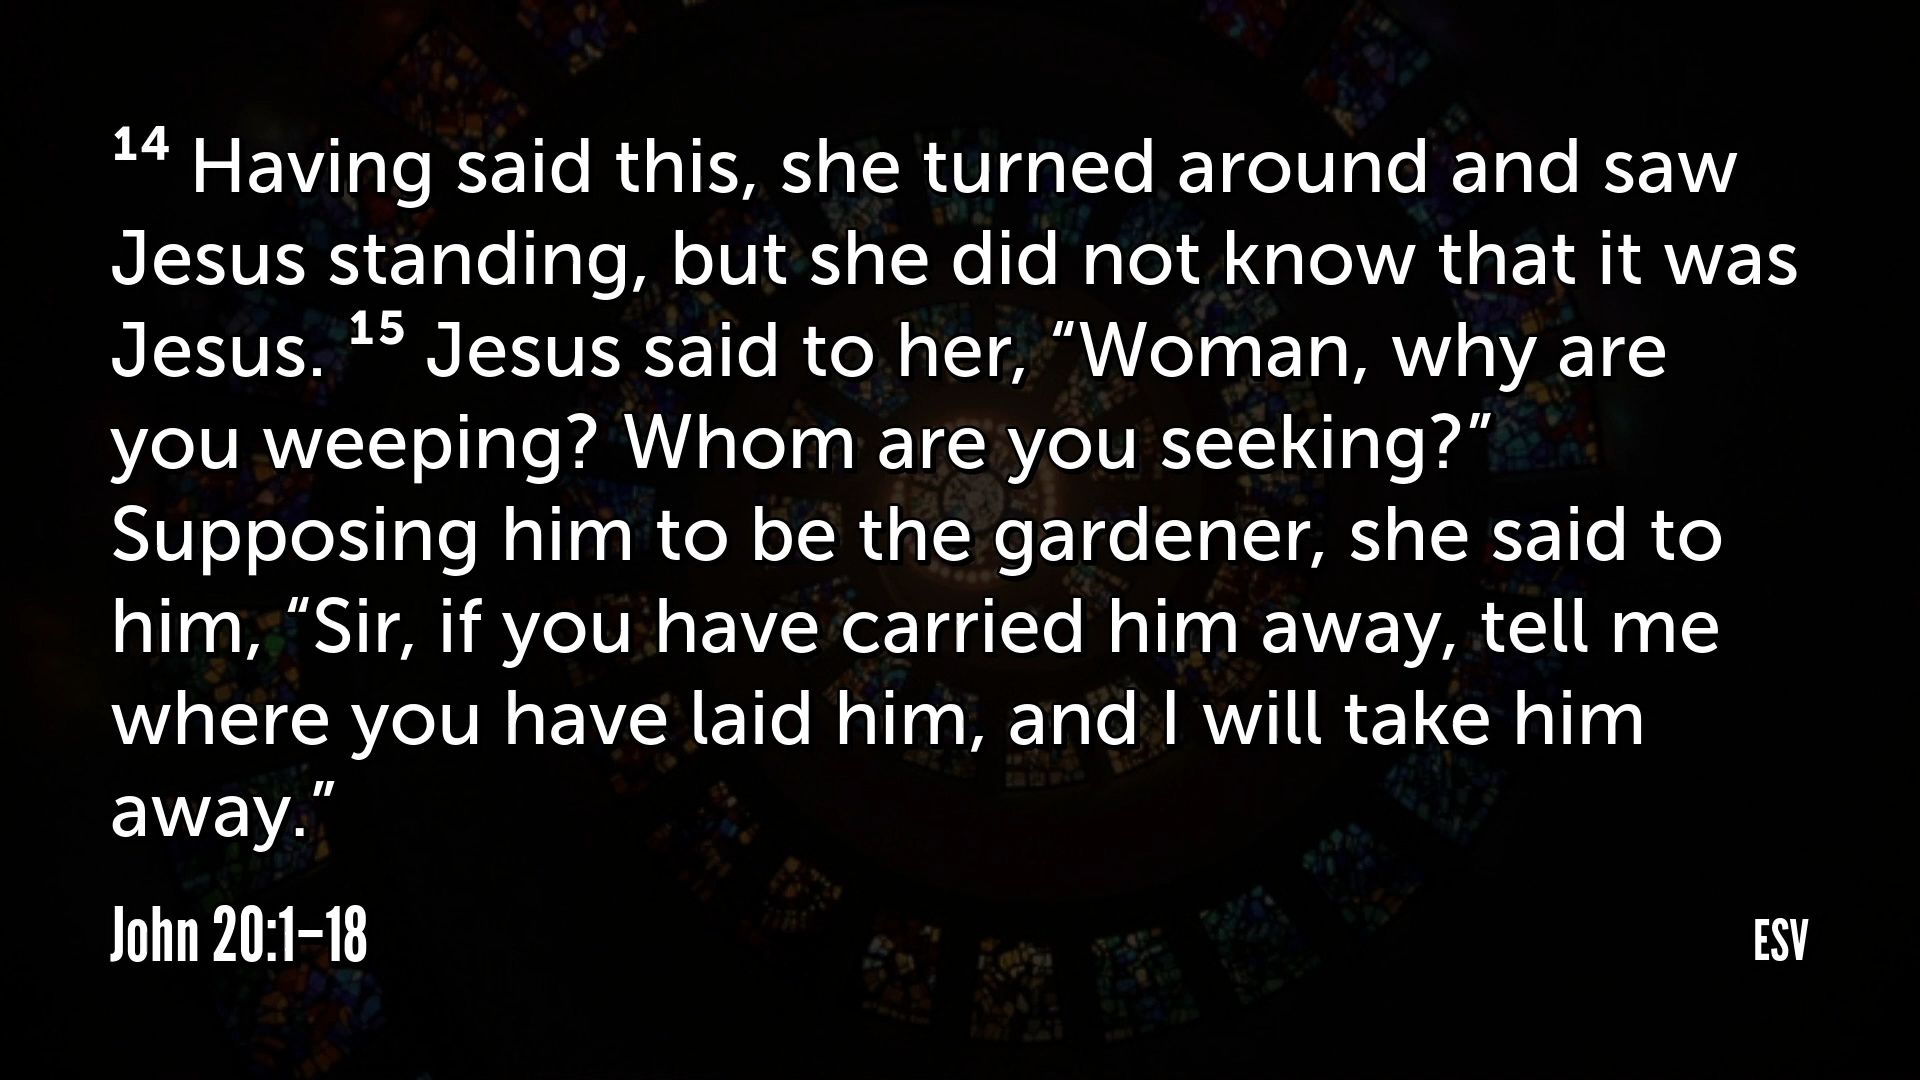 14 Having said this, she turned around and saw
Jesus standing, but she did not know that it was
Jesus. 15 Jesus said to her, “Woman, why are
you weeping? Whom are you seeking?”
Supposing him to be the gardener, she said to
him, “Sir, if you have carried him away, tell me
where you have laid him, and I will take him
away.”
John 20:1–18
ESV